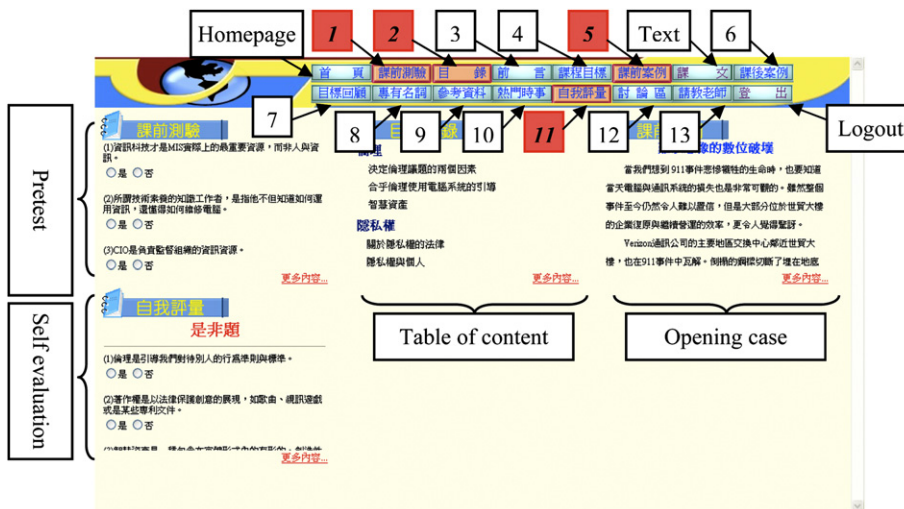 Homepage 1 2 3 4 5 Text 6
首 頁 課前測驗 目 錄 前 言 課程目標 課前案例 課 文 課後案例
目標回顧 專有名詞 參考資料 熱門時事 自我評量 討 論 區 請教老師 登 出
7 8 9 10 11 12 13 Logout
Pretest
課前測驗
(1)資訊科技才是MIS實際上的最重要資源,而非人與資
訊。
是 否
(2)所謂技術素養的知識工作者,是指他不但知道如何運
用資訊,還懂得如何維修電腦。
是 否
(3)CIO是負責監督組織的資訊資源。
是 否
更多內容...
目 錄
倫理
決定倫理議題的兩個因素
合乎倫理使用電腦系統的引導
智慧資產
隱私權
關於隱私權的法律
隱私權與個人
更多內容...
Table of content
課前
像的數位破壞
當我們想到911事件悲慘犧牲的生命時,也要知道
當天電腦與通訊系統的損失也是非常可觀的。雖然整個
事件至今仍然令人難以置信,但是大部分位於世貿大樓
的企業復原與繼續營運的效率,更令人覺得驚訝。
Verizon通訊公司的主要地區交換中心鄰近世貿大
樓,也在911事件中瓦解。倒塌的鋼樑切斷了埋在地底
更多內容...
Opening case
Self evaluation
自我評量
是非題
(1)倫理是引導我們對待別人的行為準則與標準。
是 否
(2)著作權是以法律保護創意的展現,如歌曲、視訊遊戲
或是某些專利文件。
是 否
更多內容...